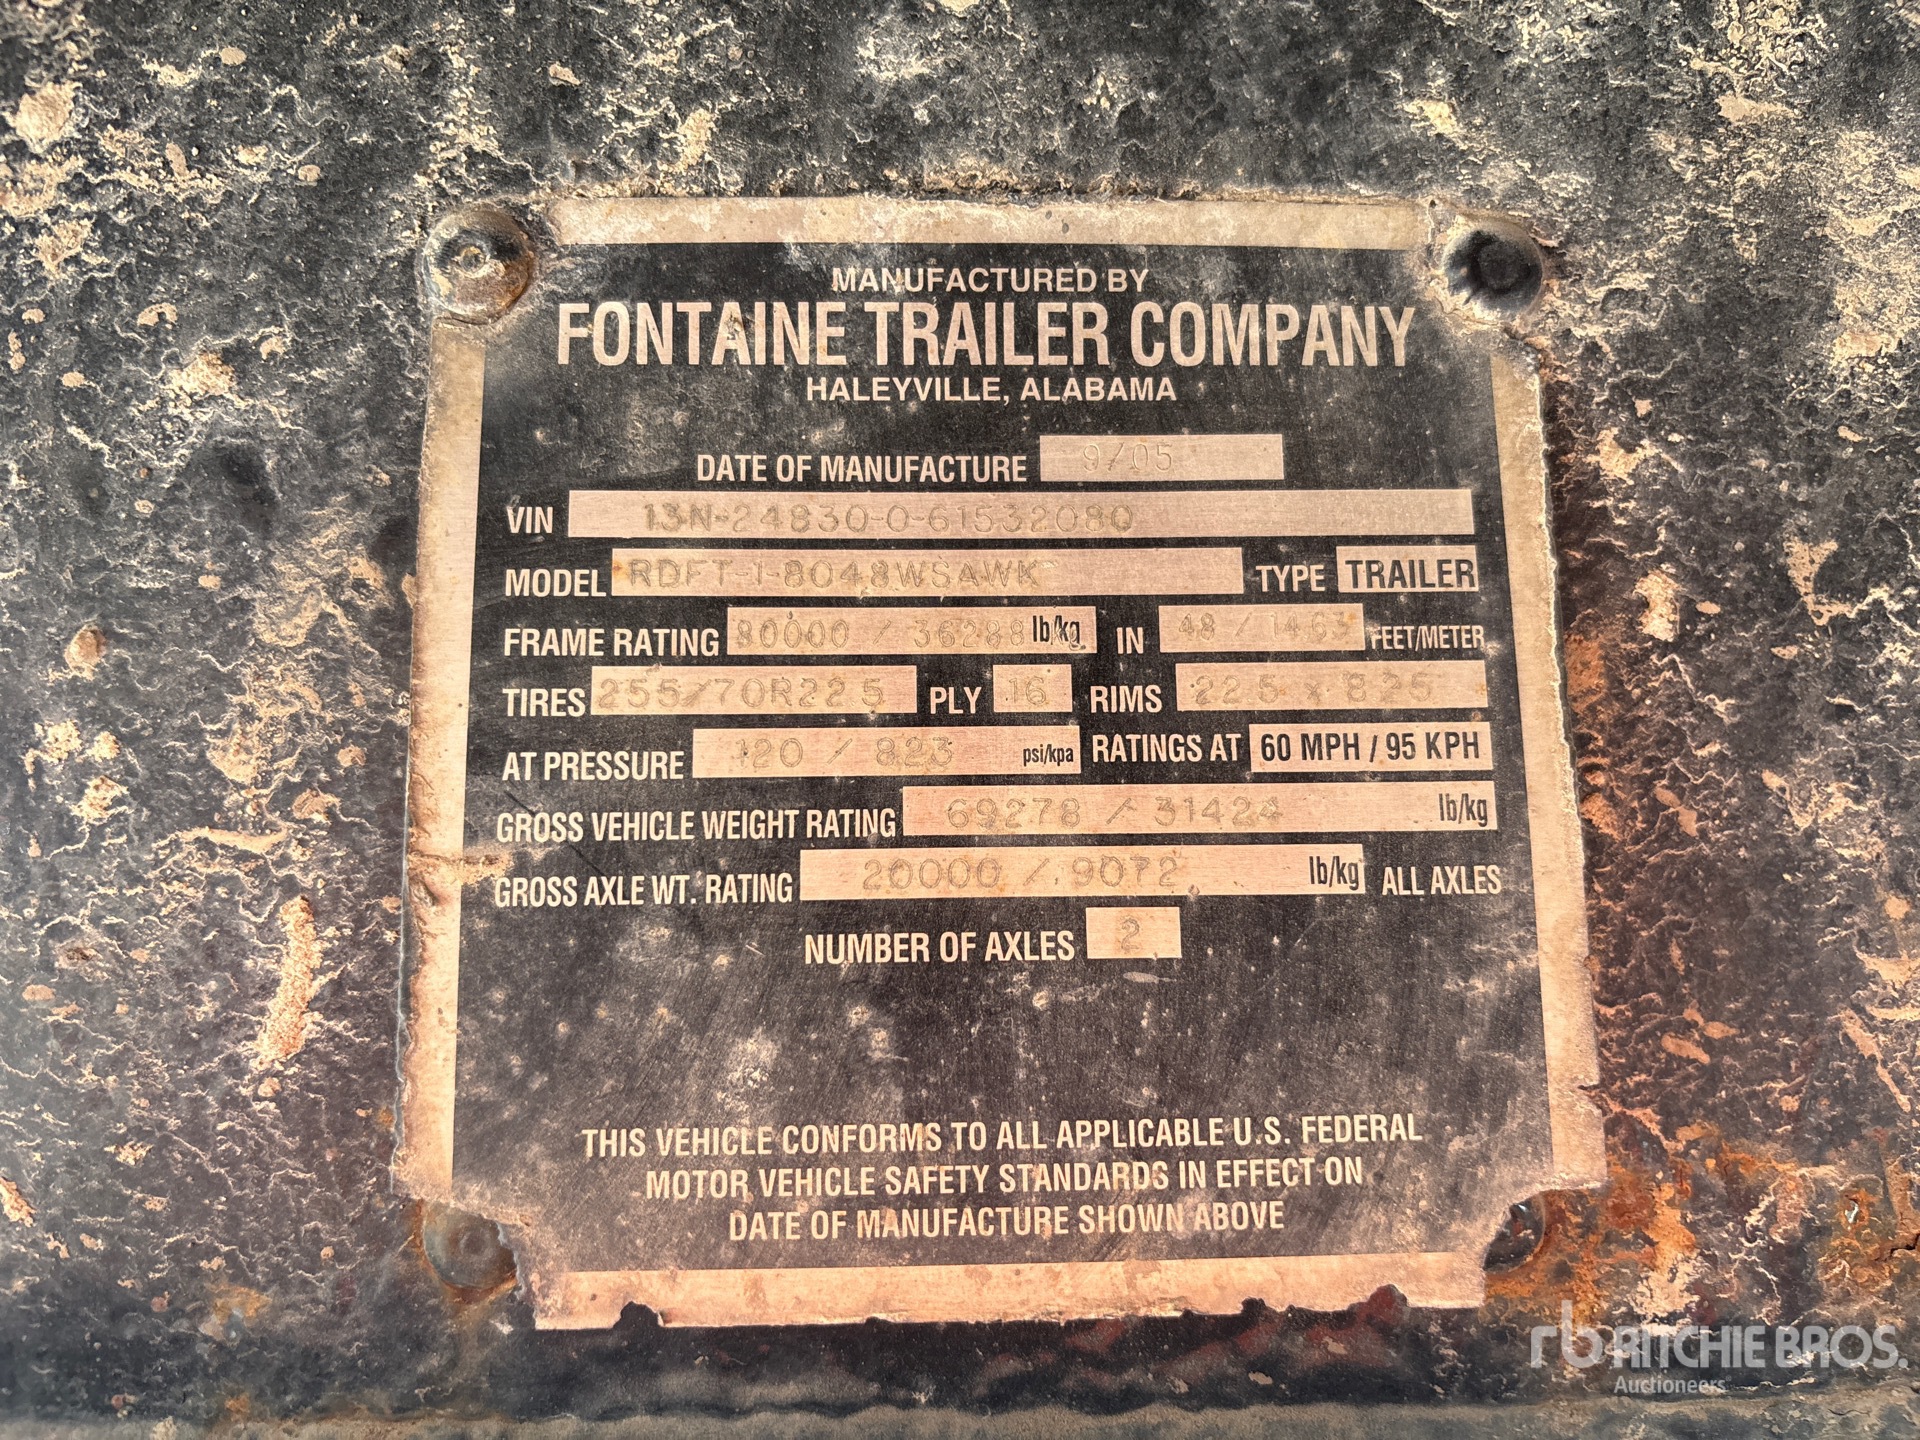 MANUFACTURED BY
FONTAINE TRAILER COMPANY
HALEYVILLE, ALABAMA
DATE OF MANUFACTURE 9/05
VIN 13N-24830-0-61532080
MODEL RDFT-1-8048WSAWK TYPE TRAILER
FRAME RATING 80000 / 36288 lb/kg IN 48 / 1463 FEET/METER
TIRES 255/70R22.5 PLY 16 RIMS 22.5 x 8.25
AT PRESSURE 120 / 823 psi/kpa RATINGS AT 60 MPH / 95 KPH
GROSS VEHICLE WEIGHT RATING 69278 / 31424 lb/kg
GROSS AXLE WT. RATING 20000 / 9072 lb/kg ALL AXLES
NUMBER OF AXLES 2
THIS VEHICLE CONFORMS TO ALL APPLICABLE U.S. FEDERAL
MOTOR VEHICLE SAFETY STANDARDS IN EFFECT ON
DATE OF MANUFACTURE SHOWN ABOVE
rb RITCHIE BROS.
Auctioneers